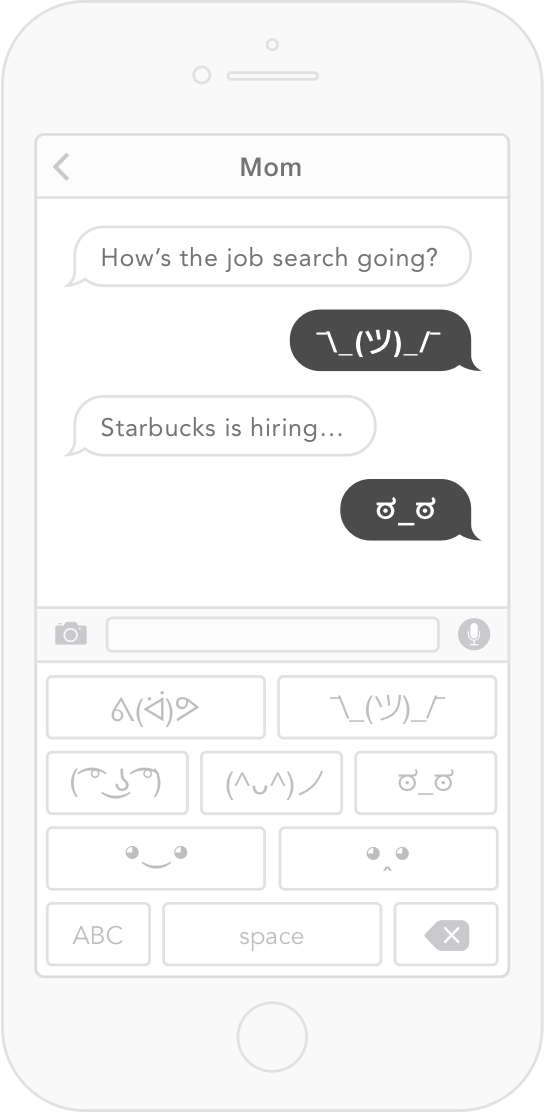 Mom
How’s the job search going?
¯\_(ツ)_/¯
Starbucks is hiring...
ಠ_ಠ
ᕕ(ᐛ)ᕗ ¯\_(ツ)_/¯
( ͡° ͜ʖ ͡°) (^ᴗ^)ノ ಠ_ಠ
◕‿◕ ◕˰◕
ABC space